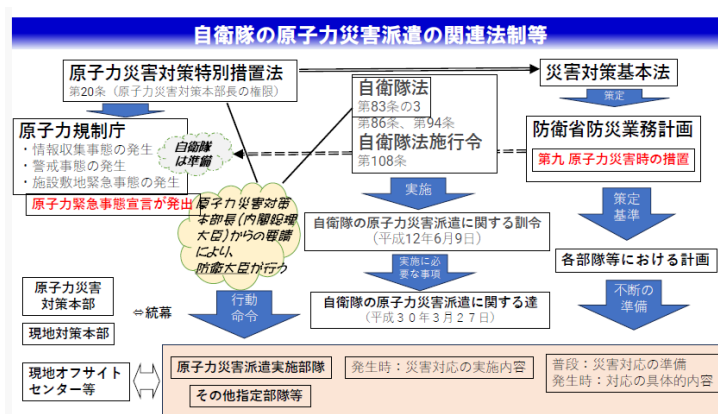 自衛隊の原子力災害派遣の関連法制等
原子力災害対策特別措置法
第20条（原子力災害対策本部長の権限）
災害対策基本法
策定
自衛隊法
第83条の3
第86条、第94条
自衛隊法施行令
第108条
原子力規制庁
・情報収集事態の発生
・警戒事態の発生
・施設敷地緊急事態の発生
原子力緊急事態宣言が発出
自衛隊
は準備
防衛省防災業務計画
第九 原子力災害時の措置
原子力災害対策
本部長(内閣総理
大臣)からの要請
により、
防衛大臣が行う
実施
策定
基準
自衛隊の原子力災害派遣に関する訓令
（平成12年6月9日）
各部隊等における計画
実施に必
要な事項
原子力災害
対策本部
⇔統幕
現地対策本部
行動
命令
自衛隊の原子力災害派遣に関する達
（平成３０年３月２７日）
不断の
準備
現地オフサイト
センター等
原子力災害派遣実施部隊
その他指定部隊等
発生時：災害対応の実施内容
普段：災害対応の準備
発生時：対応の具体的内容